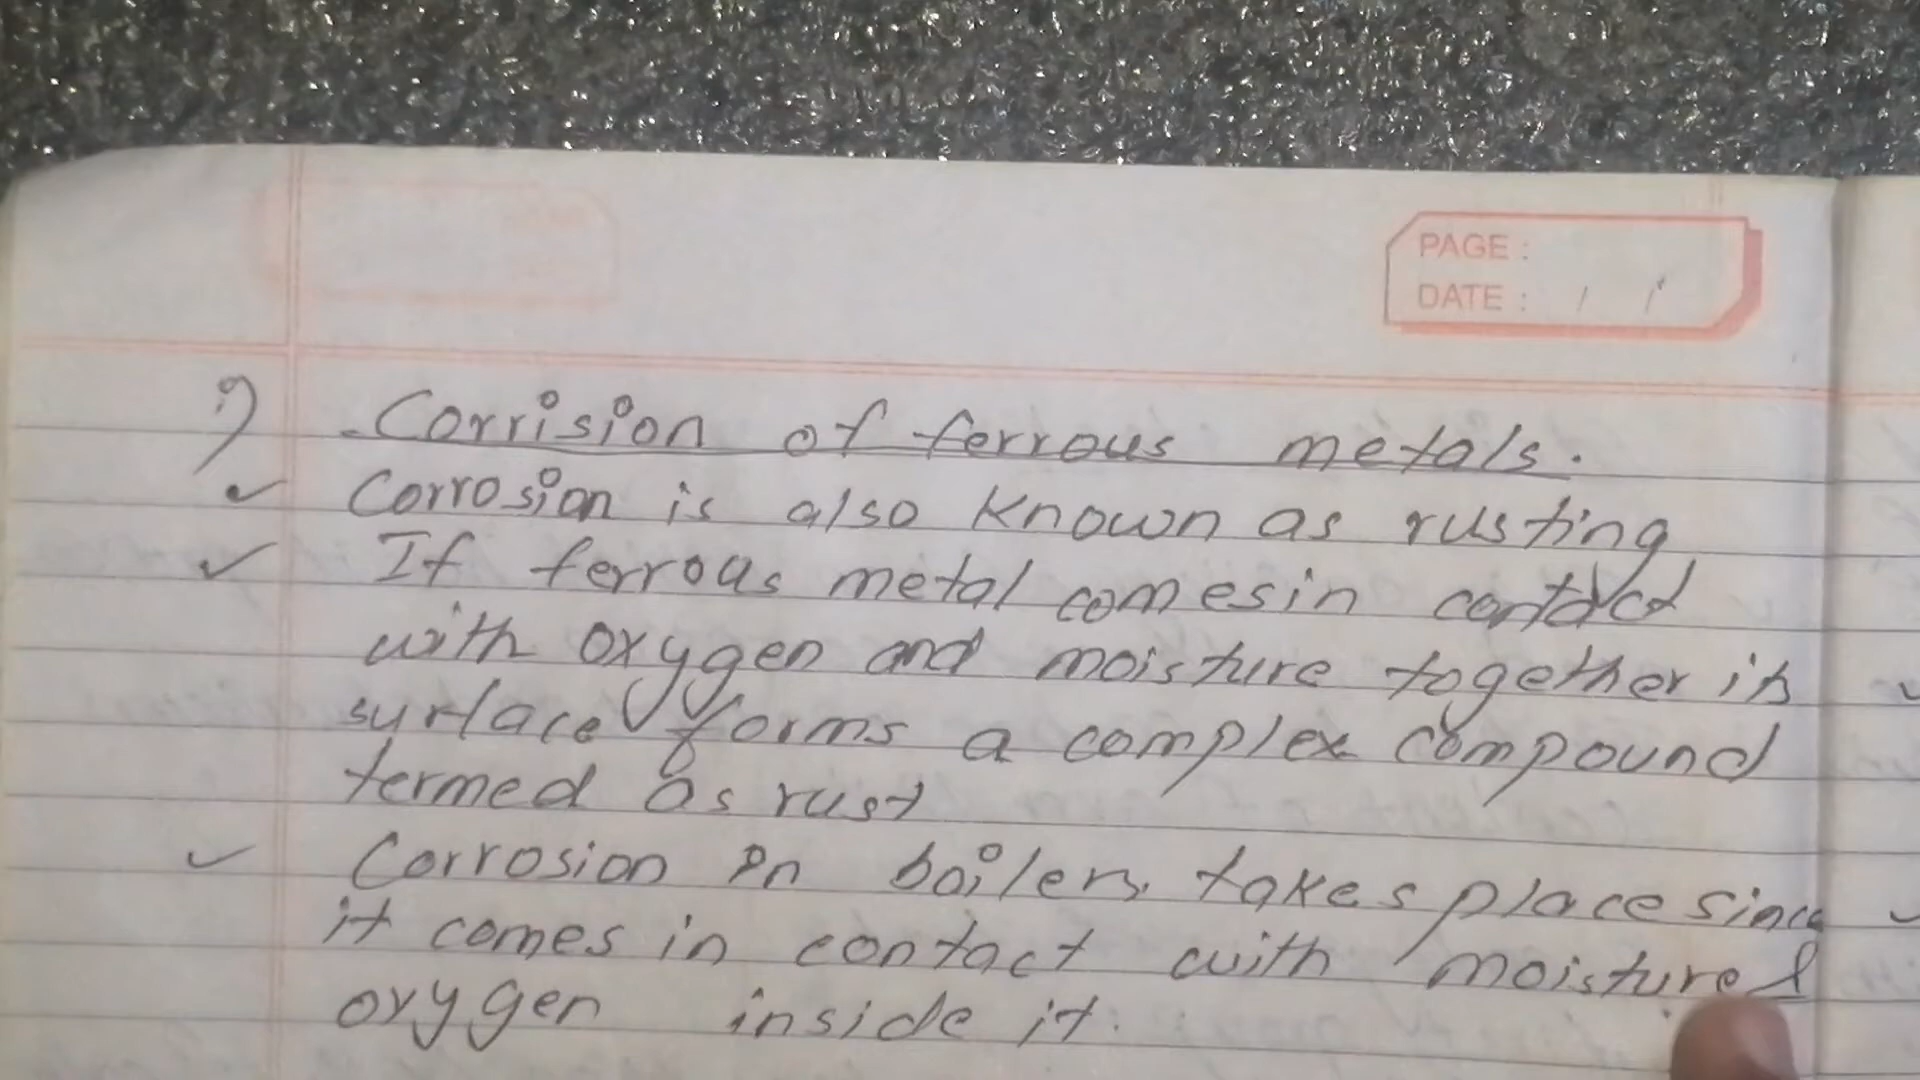 PAGE :
DATE : / /
i) Corrision of ferrous metals.
✓ Corrosion is also known as rusting
✓ If ferrous metal comes in contact
with oxygen and moisture together its
surface forms a complex compound
termed as rust
✓ Corrosion in boilers takes place since
it comes in contact with moisture &
oxygen inside it.